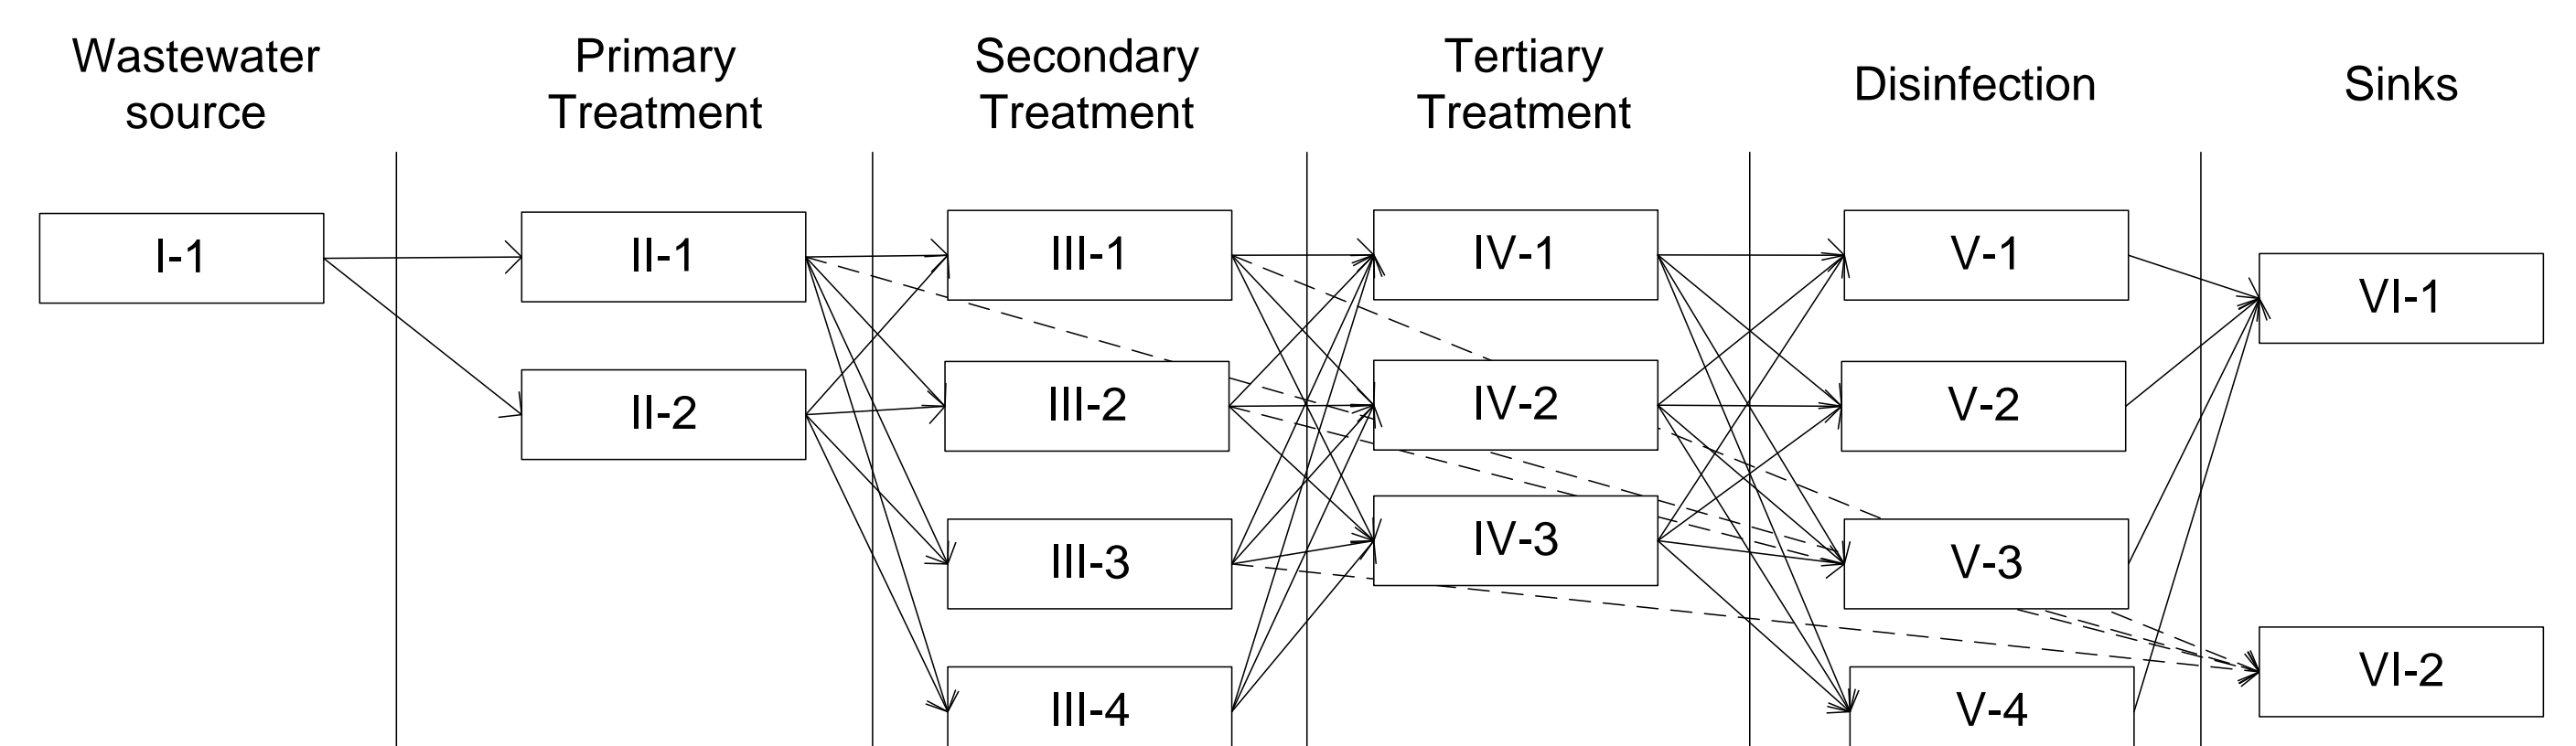 Wastewater
source
Primary
Treatment
Secondary
Treatment
Tertiary
Treatment
Disinfection
Sinks
I-1
II-1
II-2
III-1
III-2
III-3
III-4
IV-1
IV-2
IV-3
V-1
V-2
V-3
V-4
VI-1
VI-2